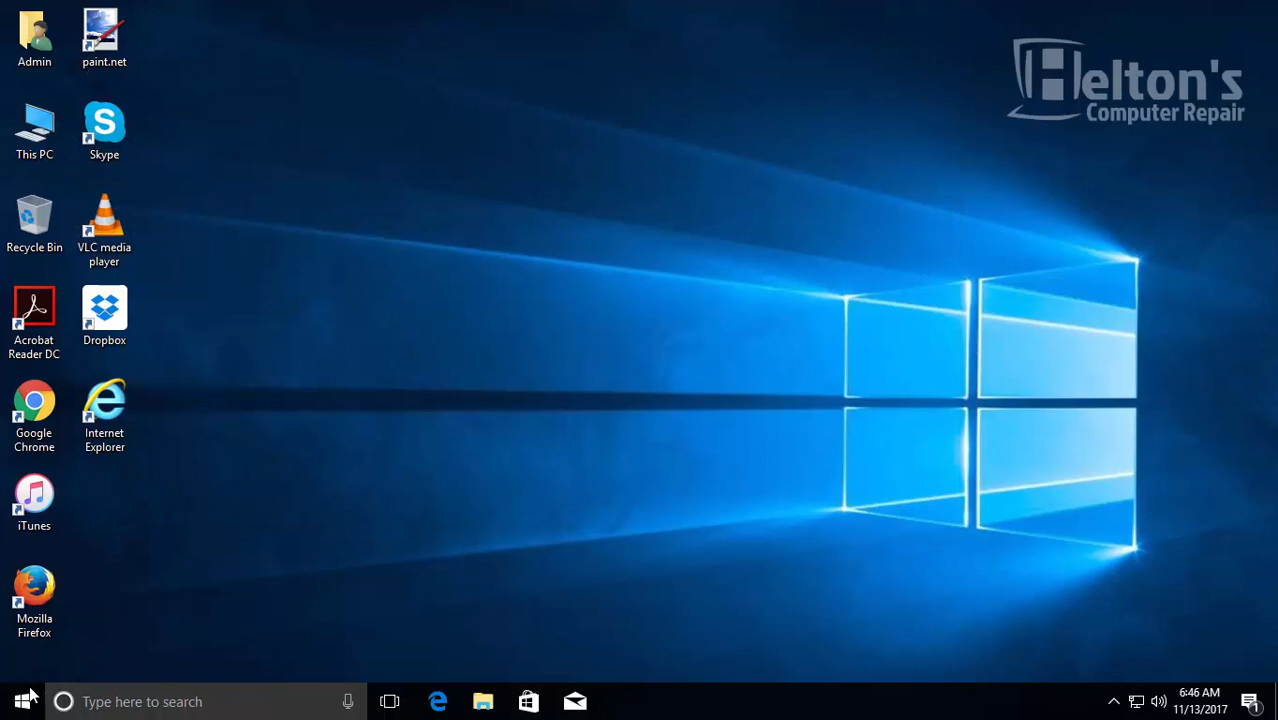 Admin
paint.net
Helton's
Computer Repair
This PC
Skype
Recycle Bin
VLC media
player
Acrobat
Reader DC
Dropbox
Google
Chrome
Internet
Explorer
iTunes
Mozilla
Firefox
Type here to search
6:46 AM
11/13/2017
1